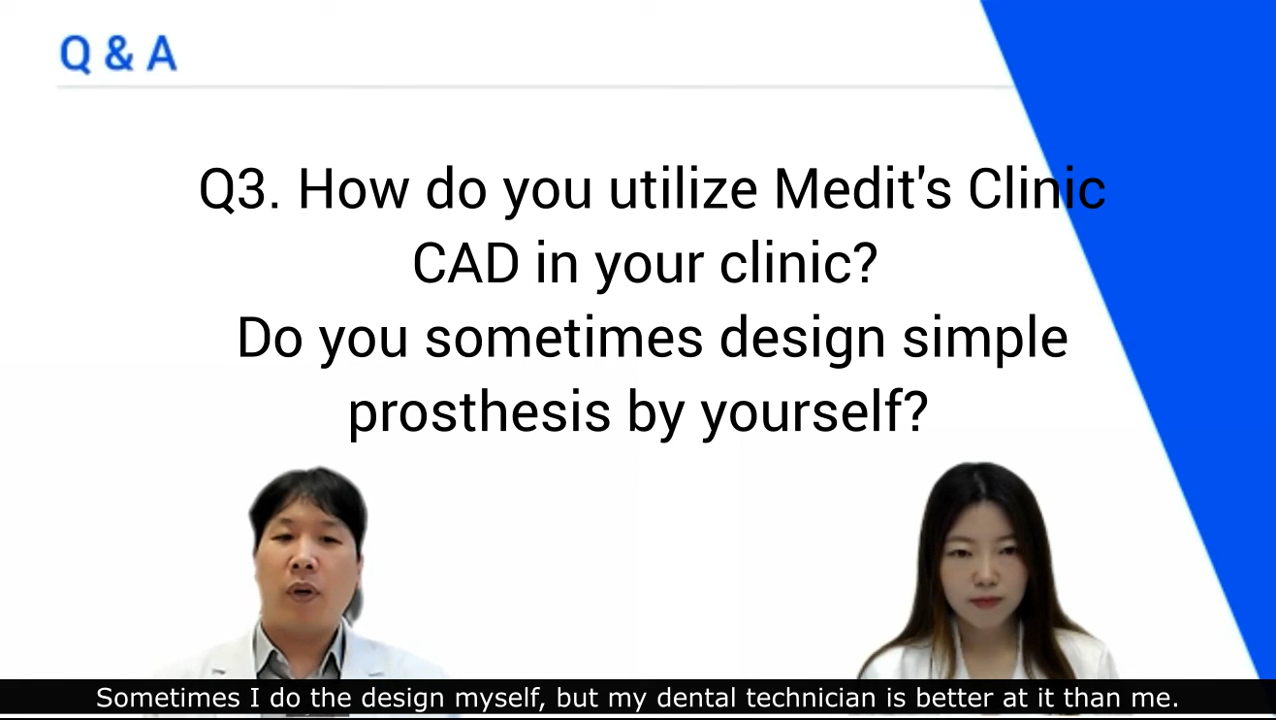 Q & A
Q3. How do you utilize Medit's Clinic
CAD in your clinic?
Do you sometimes design simple
prosthesis by yourself?
Sometimes I do the design myself, but my dental technician is better at it than me.